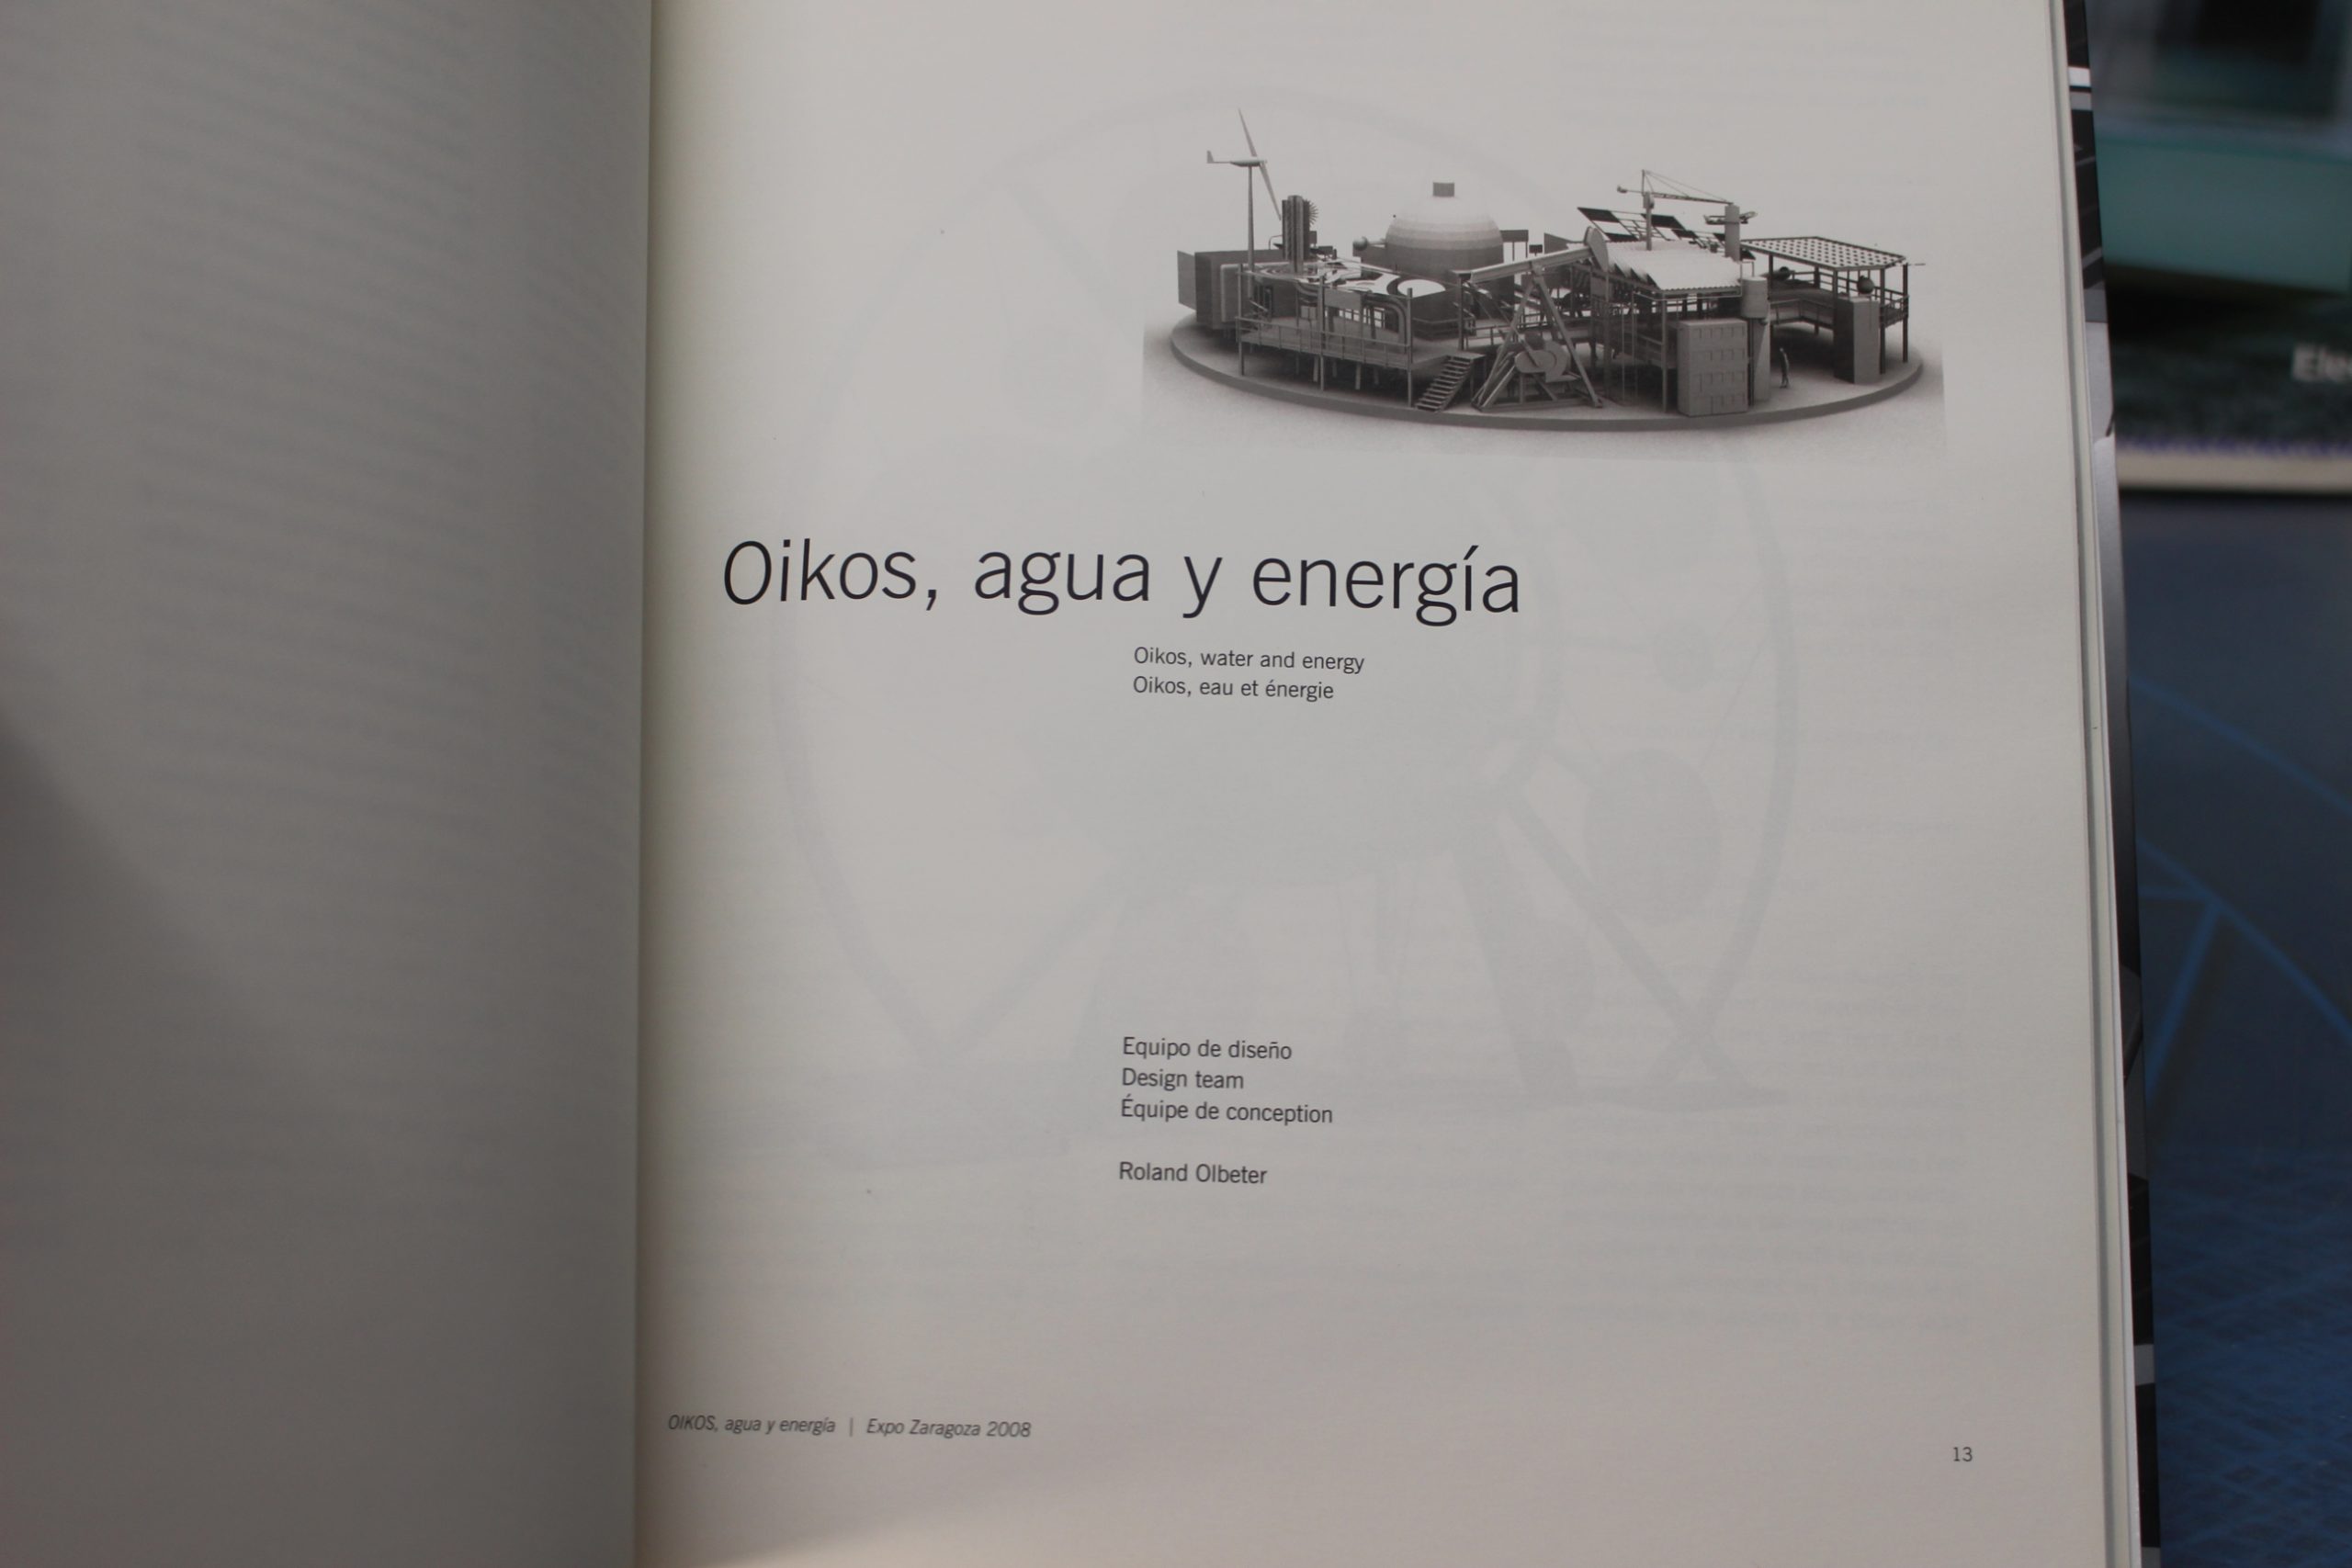 Oikos, agua y energía
Oikos, water and energy
Oikos, eau et énergie
Equipo de diseño
Design team
Équipe de conception
Roland Olbeter
OIKOS, agua y energía | Expo Zaragoza 2008
13